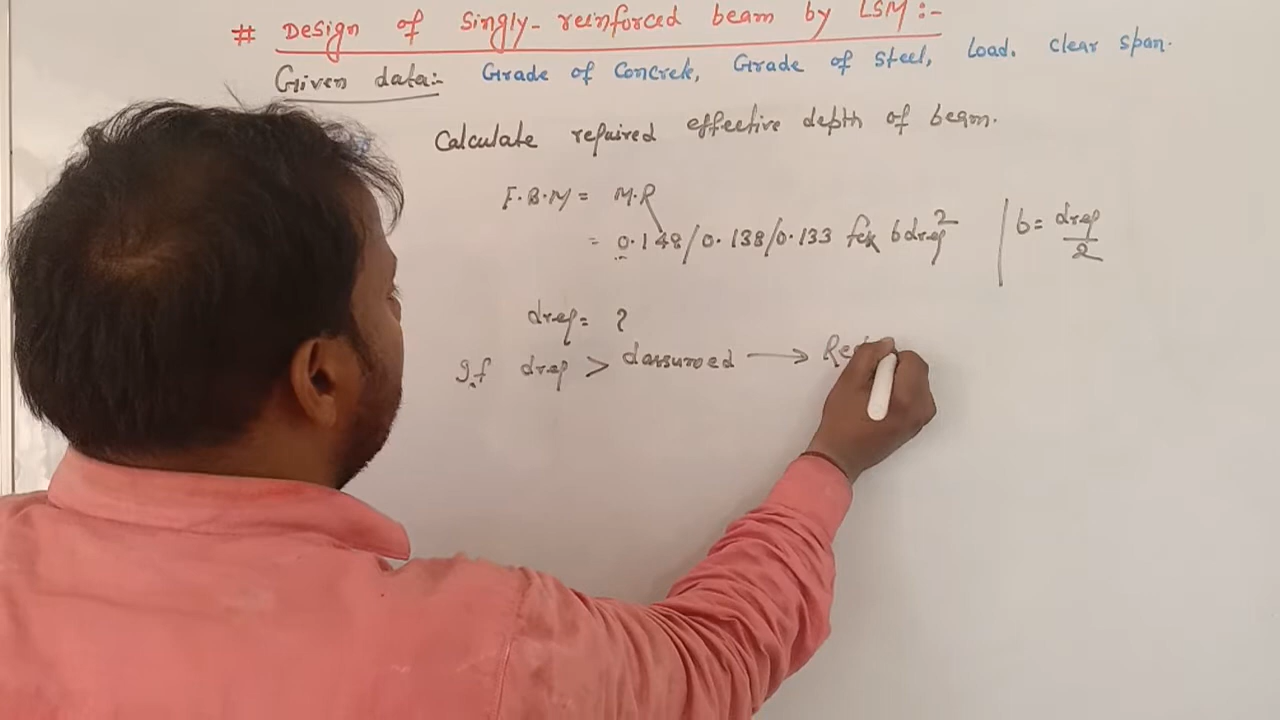 # Design of Singly-reinforced beam by LSM:-
Given data:- Grade of Concrete, Grade of Steel, Load, clear span.
Calculate required effective depth of beam.
F.B.M = M.R
= 0.148/0.138/0.133 fck b dreq² | b = dreq/2
dreq = ?
If dreq > dassumed → Re